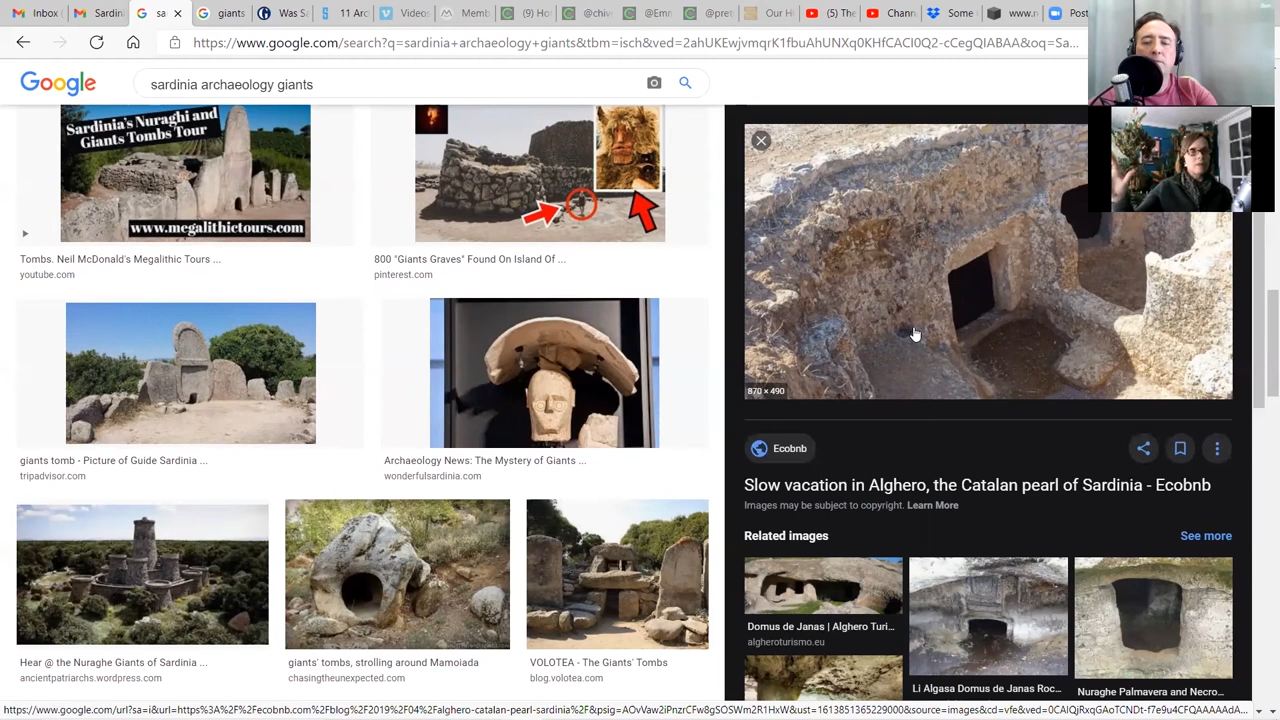 Inbox
Sardin
sa
giants
Was S
11 Arc
Videos
Memb
(9) Ho
@chiv
@Emn
@pret
Our H
(5) The
Chann
Some
www.n
Post
https://www.google.com/search?q=sardinia+archaeology+giants&tbm=isch&ved=2ahUKEwjvmqrK1fbuAhUNXq0KHfCACI0Q2-cCegQIABAA&oq=Sa...
Google
sardinia archaeology giants
Sardinia's Nuraghi and
Giants Tombs Tour
www.megalithictours.com
Tombs. Neil McDonald's Megalithic Tours ...
youtube.com
800 "Giants Graves" Found On Island Of ...
pinterest.com
giants tomb - Picture of Guide Sardinia ...
tripadvisor.com
Archaeology News: The Mystery of Giants ...
wonderfulsardinia.com
Hear @ the Nuraghe Giants of Sardinia ...
ancientpatriarchs.wordpress.com
giants' tombs, strolling around Mamoiada
chasingtheunexpected.com
VOLOTEA - The Giants' Tombs
blog.volotea.com
870 × 490
Ecobnb
Slow vacation in Alghero, the Catalan pearl of Sardinia - Ecobnb
Images may be subject to copyright. Learn More
Related images
See more
Domus de Janas | Alghero Turi...
algheroturismo.eu
Li Algasa Domus de Janas Roc...
Nuraghe Palmavera and Necro...